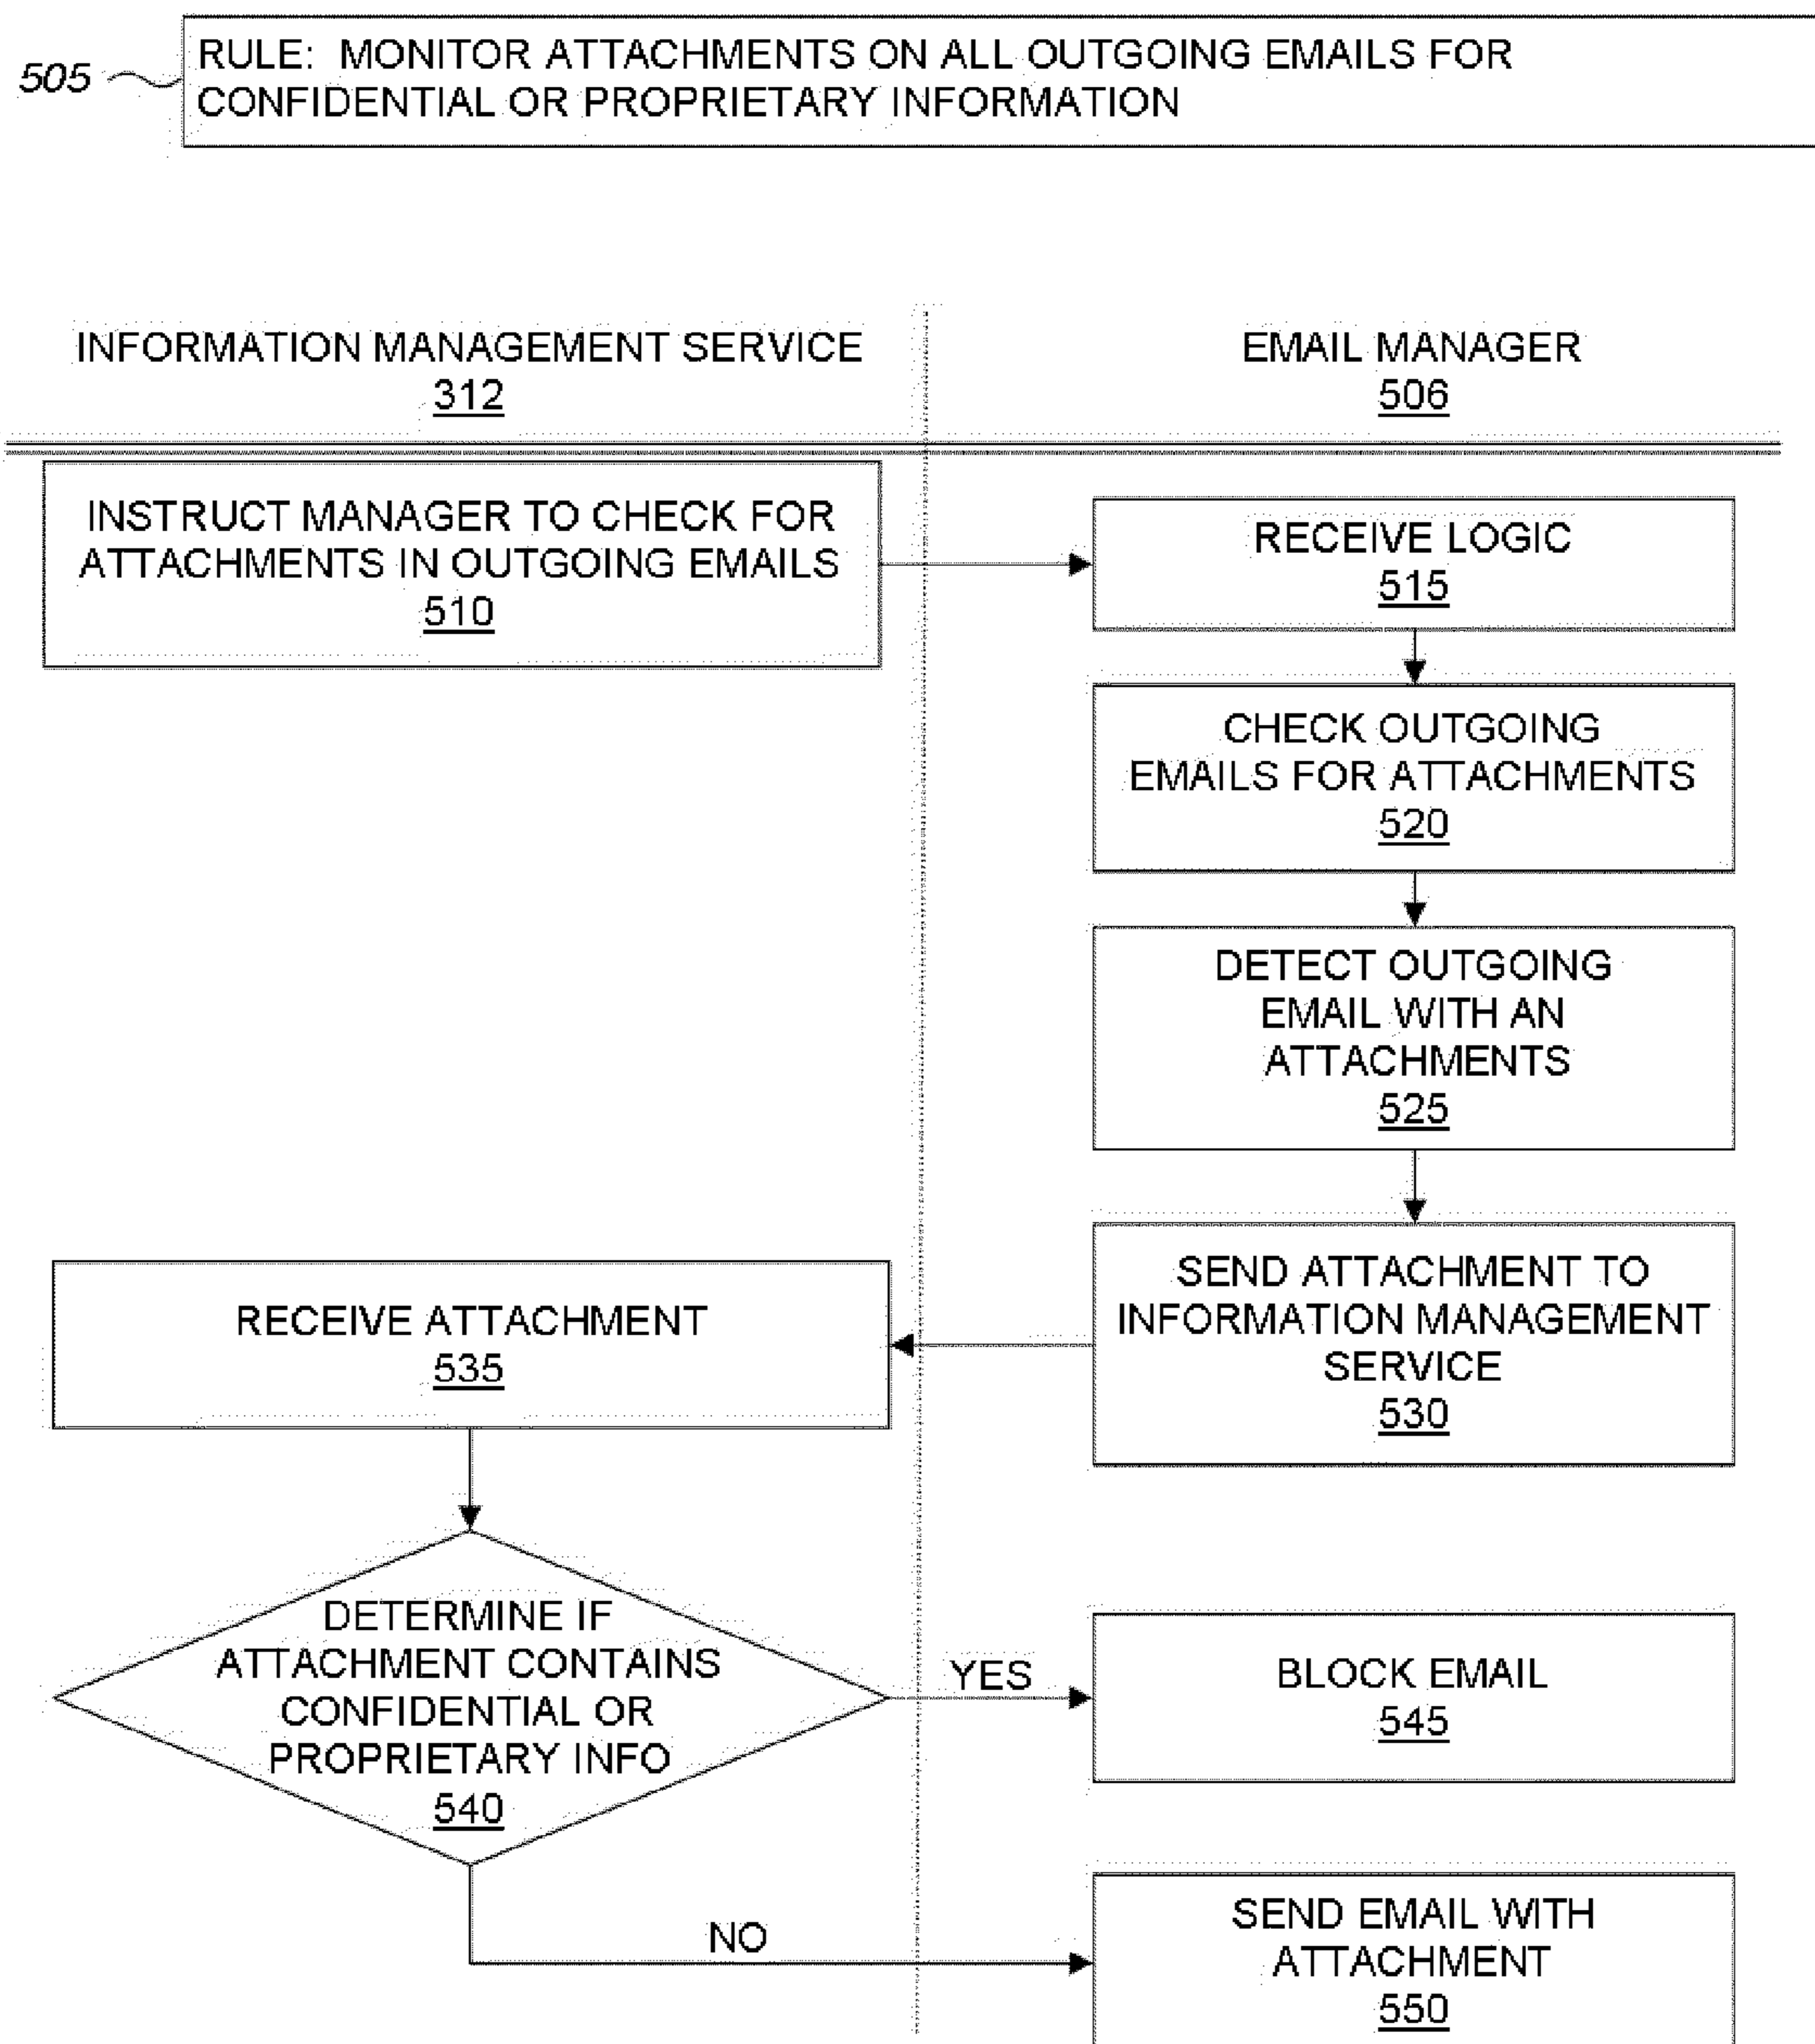 505
RULE: MONITOR ATTACHMENTS ON ALL OUTGOING EMAILS FOR
CONFIDENTIAL OR PROPRIETARY INFORMATION
INFORMATION MANAGEMENT SERVICE
312
EMAIL MANAGER
506
INSTRUCT MANAGER TO CHECK FOR
ATTACHMENTS IN OUTGOING EMAILS
510
RECEIVE LOGIC
515
CHECK OUTGOING
EMAILS FOR ATTACHMENTS
520
DETECT OUTGOING
EMAIL WITH AN
ATTACHMENTS
525
SEND ATTACHMENT TO
INFORMATION MANAGEMENT
SERVICE
530
RECEIVE ATTACHMENT
535
DETERMINE IF
ATTACHMENT CONTAINS
CONFIDENTIAL OR
PROPRIETARY INFO
540
YES
BLOCK EMAIL
545
NO
SEND EMAIL WITH
ATTACHMENT
550